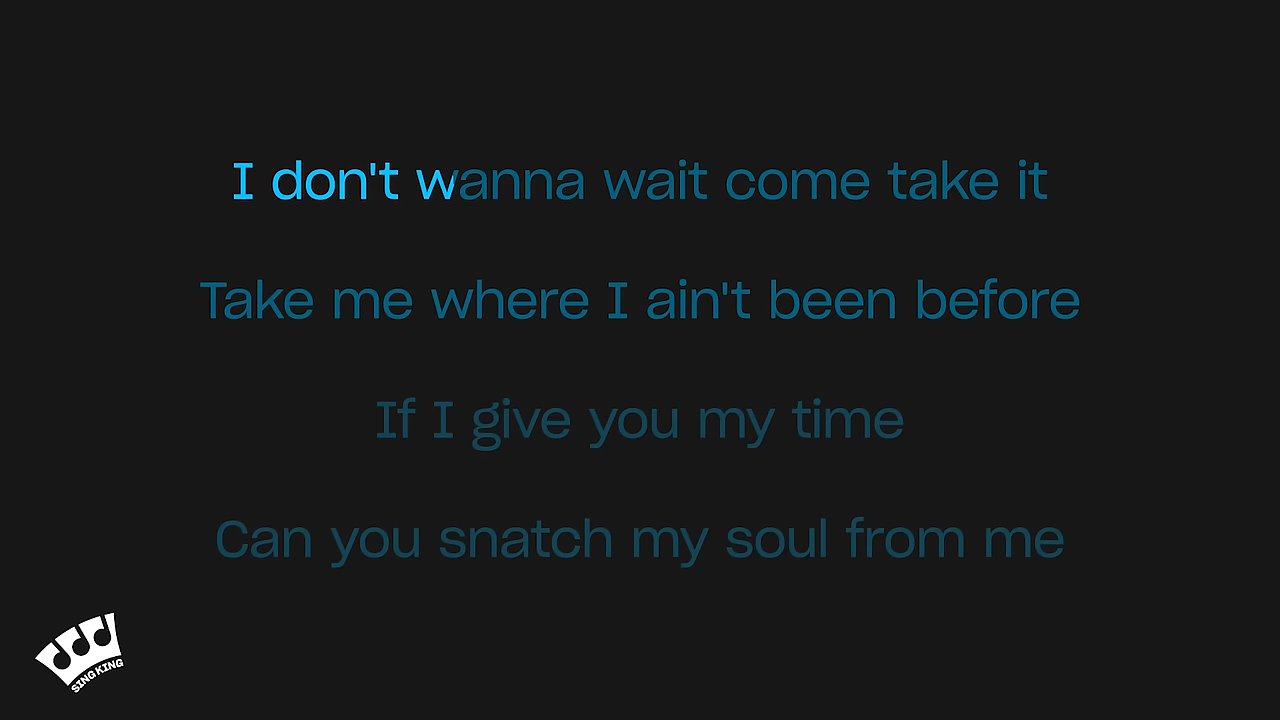 I don't wanna wait come take it
Take me where I ain't been before
If I give you my time
Can you snatch my soul from me
SING KING